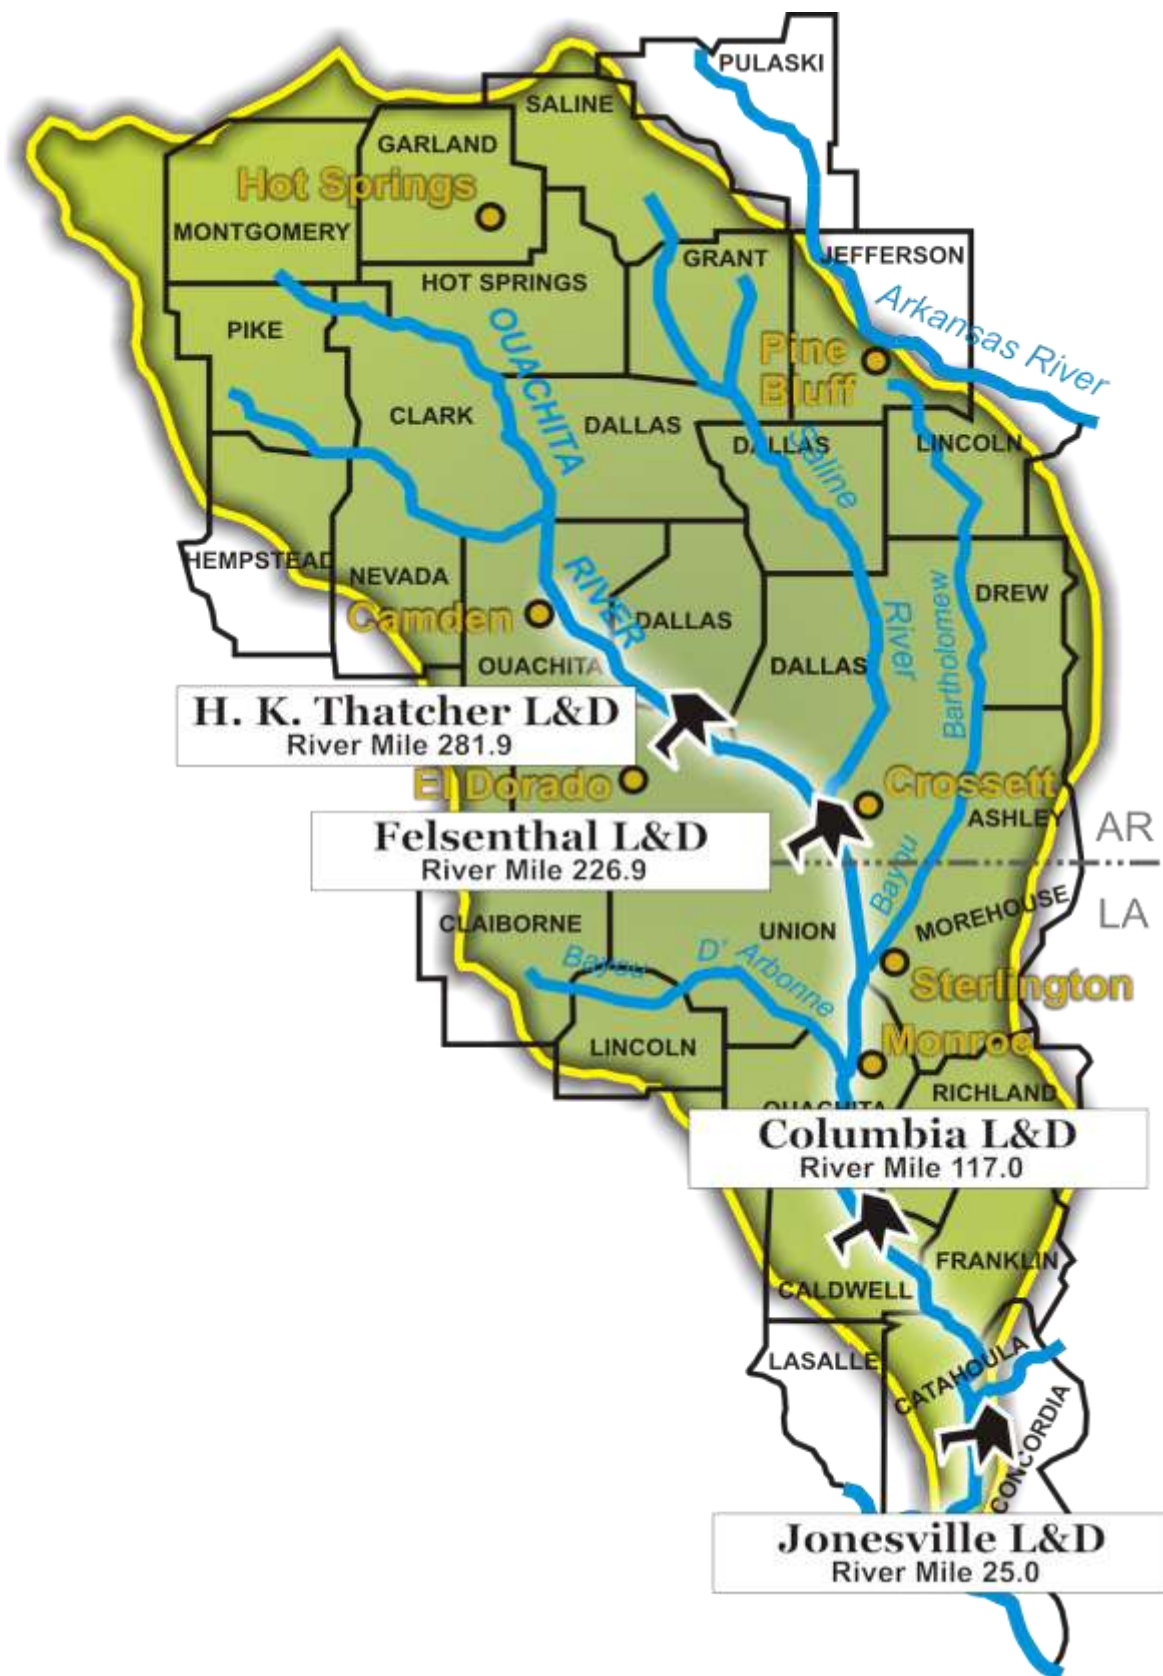 PULASKI
SALINE
GARLAND
Hot Springs
MONTGOMERY
GRANT
JEFFERSON
HOT SPRINGS
Arkansas River
PIKE
OUACHITA
Pine
Bluff
CLARK
DALLAS
DALLAS
LINCOLN
Saline
HEMPSTEAD
NEVADA
RIVER
DREW
Camden
DALLAS
River
Bartholomew
OUACHITA
DALLAS
H. K. Thatcher L&D
River Mile 281.9
El Dorado
Crossett
ASHLEY
AR
Felsenthal L&D
River Mile 226.9
Bayou
LA
CLAIBORNE
UNION
MOREHOUSE
Bayou D' Arbonne
Sterlington
LINCOLN
Monroe
RICHLAND
OUACHITA
Columbia L&D
River Mile 117.0
FRANKLIN
CALDWELL
LASALLE
CATAHOULA
CONCORDIA
Jonesville L&D
River Mile 25.0